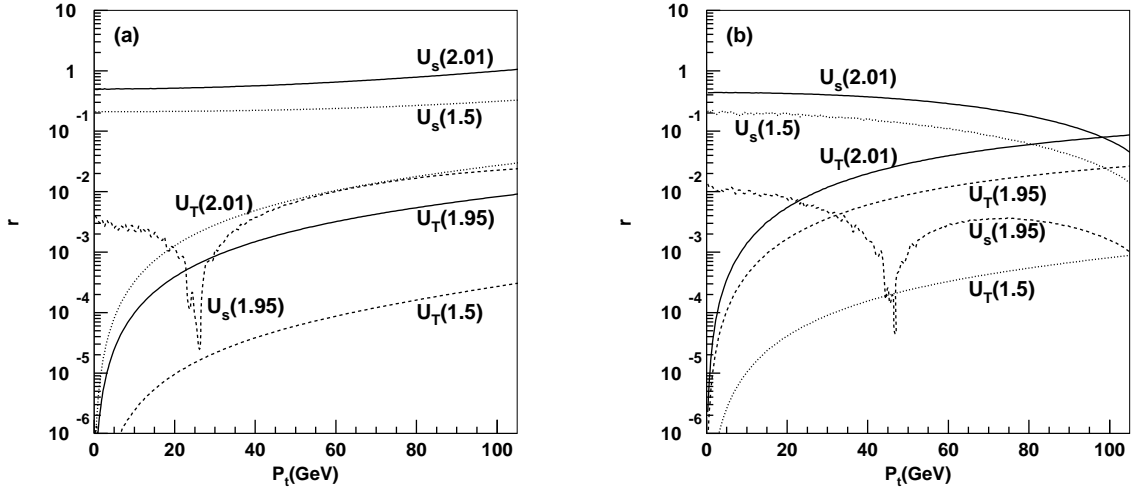 (a)
10
1
10 -1
10 -2
10 -3
10 -4
10 -5
10 -6
r
U_s(2.01)
U_s(1.5)
U_T(2.01)
U_T(1.95)
U_s(1.95)
U_T(1.5)
0 20 40 60 80 100
P_t(GeV)
(b)
10
1
10 -1
10 -2
10 -3
10 -4
10 -5
10 -6
r
U_s(2.01)
U_s(1.5)
U_T(2.01)
U_T(1.95)
U_s(1.95)
U_T(1.5)
0 20 40 60 80 100
P_t(GeV)